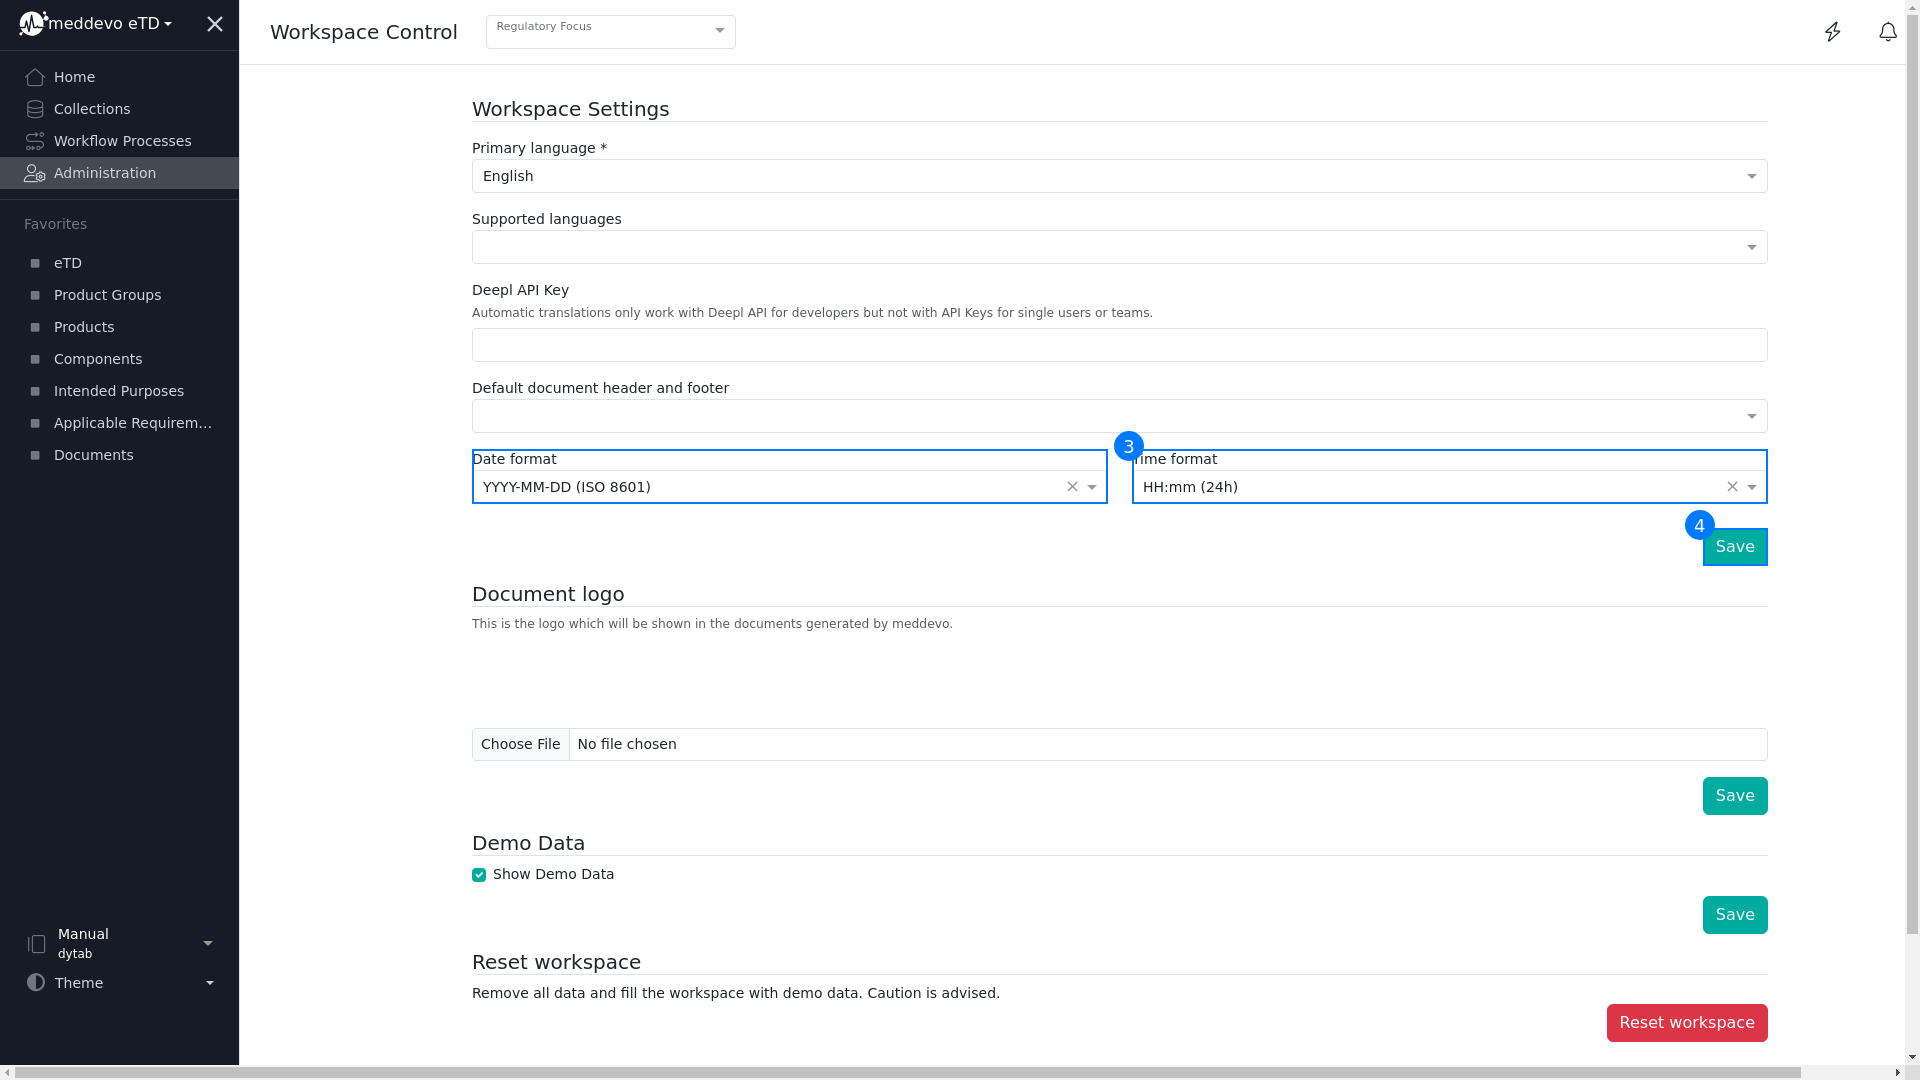 meddevo eTD
Home
Collections
Workflow Processes
Administration
Favorites
eTD
Product Groups
Products
Components
Intended Purposes
Applicable Requirem...
Documents
Manual
dytab
Theme
Workspace Control
Regulatory Focus
Workspace Settings
Primary language *
English
Supported languages
Deepl API Key
Automatic translations only work with Deepl API for developers but not with API Keys for single users or teams.
Default document header and footer
3
Date format
Time format
YYYY-MM-DD (ISO 8601)
HH:mm (24h)
4
Save
Document logo
This is the logo which will be shown in the documents generated by meddevo.
Choose File
No file chosen
Save
Demo Data
Show Demo Data
Save
Reset workspace
Remove all data and fill the workspace with demo data. Caution is advised.
Reset workspace